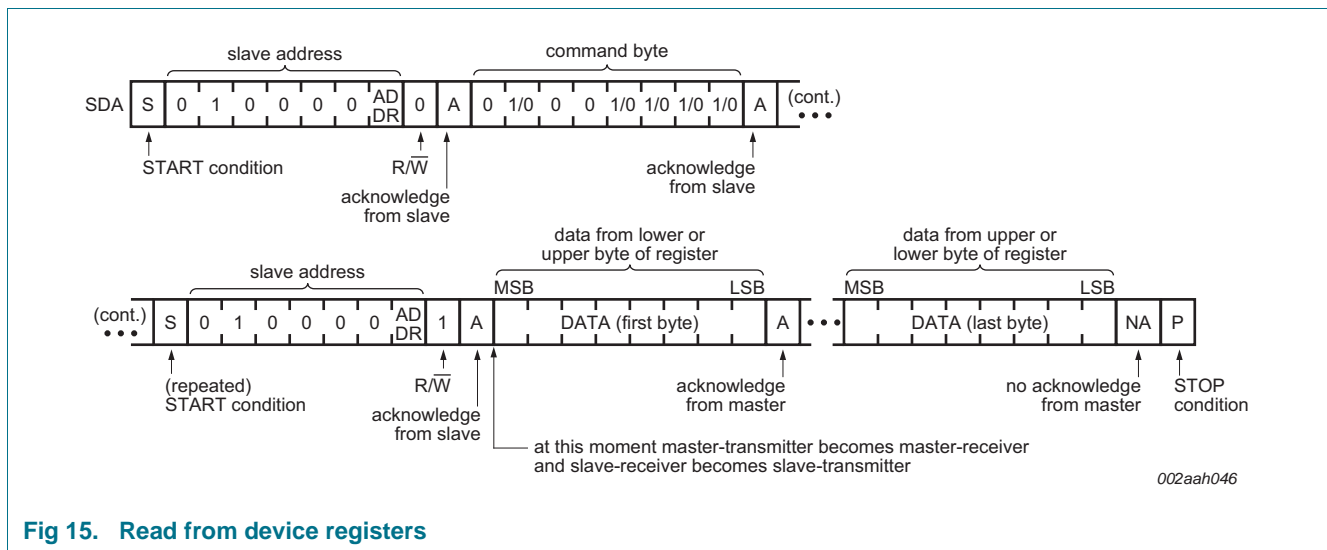 slave address command byte
SDA S 0 1 0 0 0 0 AD DR 0 A 0 1/0 0 0 1/0 1/0 1/0 1/0 A (cont.)
START condition
R/W
acknowledge
from slave
acknowledge
from slave
slave address
data from lower or
upper byte of register
data from upper or
lower byte of register
MSB LSB MSB LSB
(cont.) S 0 1 0 0 0 0 AD DR 1 A DATA (first byte) A DATA (last byte) NA P
(repeated)
START condition
R/W
acknowledge
from slave
acknowledge
from master
no acknowledge
from master
STOP
condition
at this moment master-transmitter becomes master-receiver
and slave-receiver becomes slave-transmitter
002aah046
Fig 15. Read from device registers